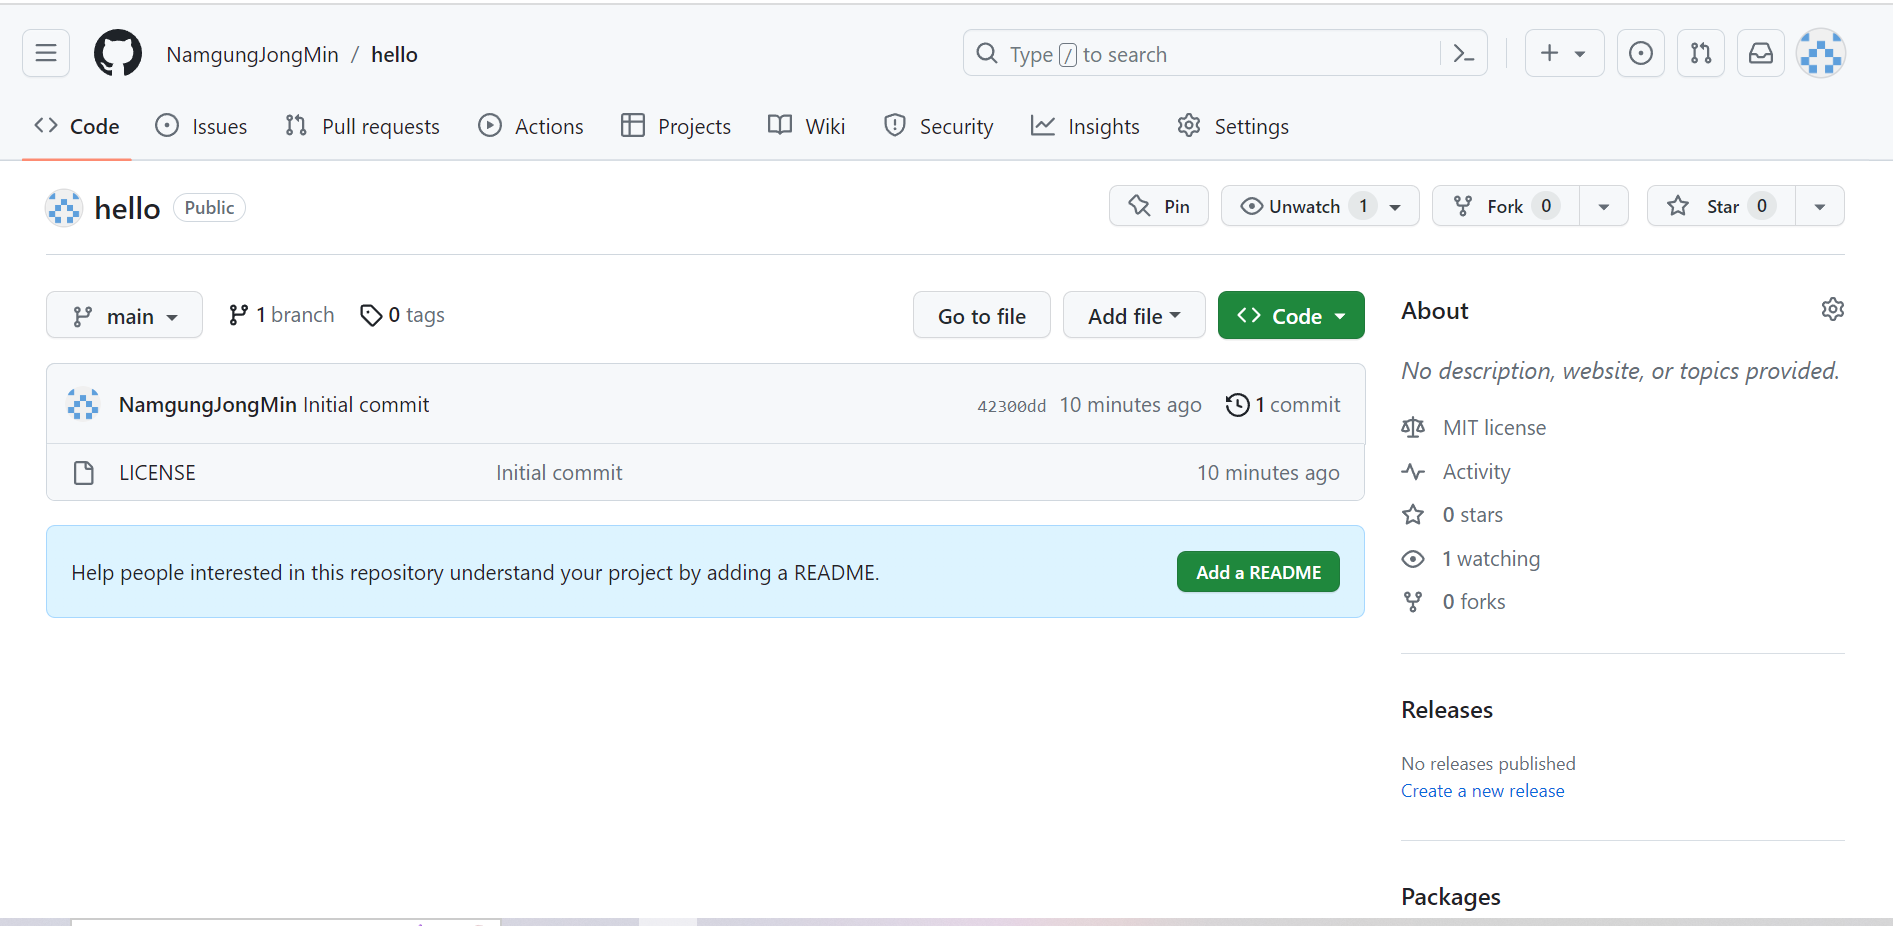 NamgungJongMin / hello
Type / to search
Code Issues Pull requests Actions Projects Wiki Security Insights Settings
hello Public
Pin Unwatch 1 Fork 0 Star 0
main 1 branch 0 tags
Go to file Add file Code
NamgungJongMin Initial commit 42300dd 10 minutes ago 1 commit
LICENSE Initial commit 10 minutes ago
Help people interested in this repository understand your project by adding a README. Add a README
About
No description, website, or topics provided.
MIT license
Activity
0 stars
1 watching
0 forks
Releases
No releases published
Create a new release
Packages